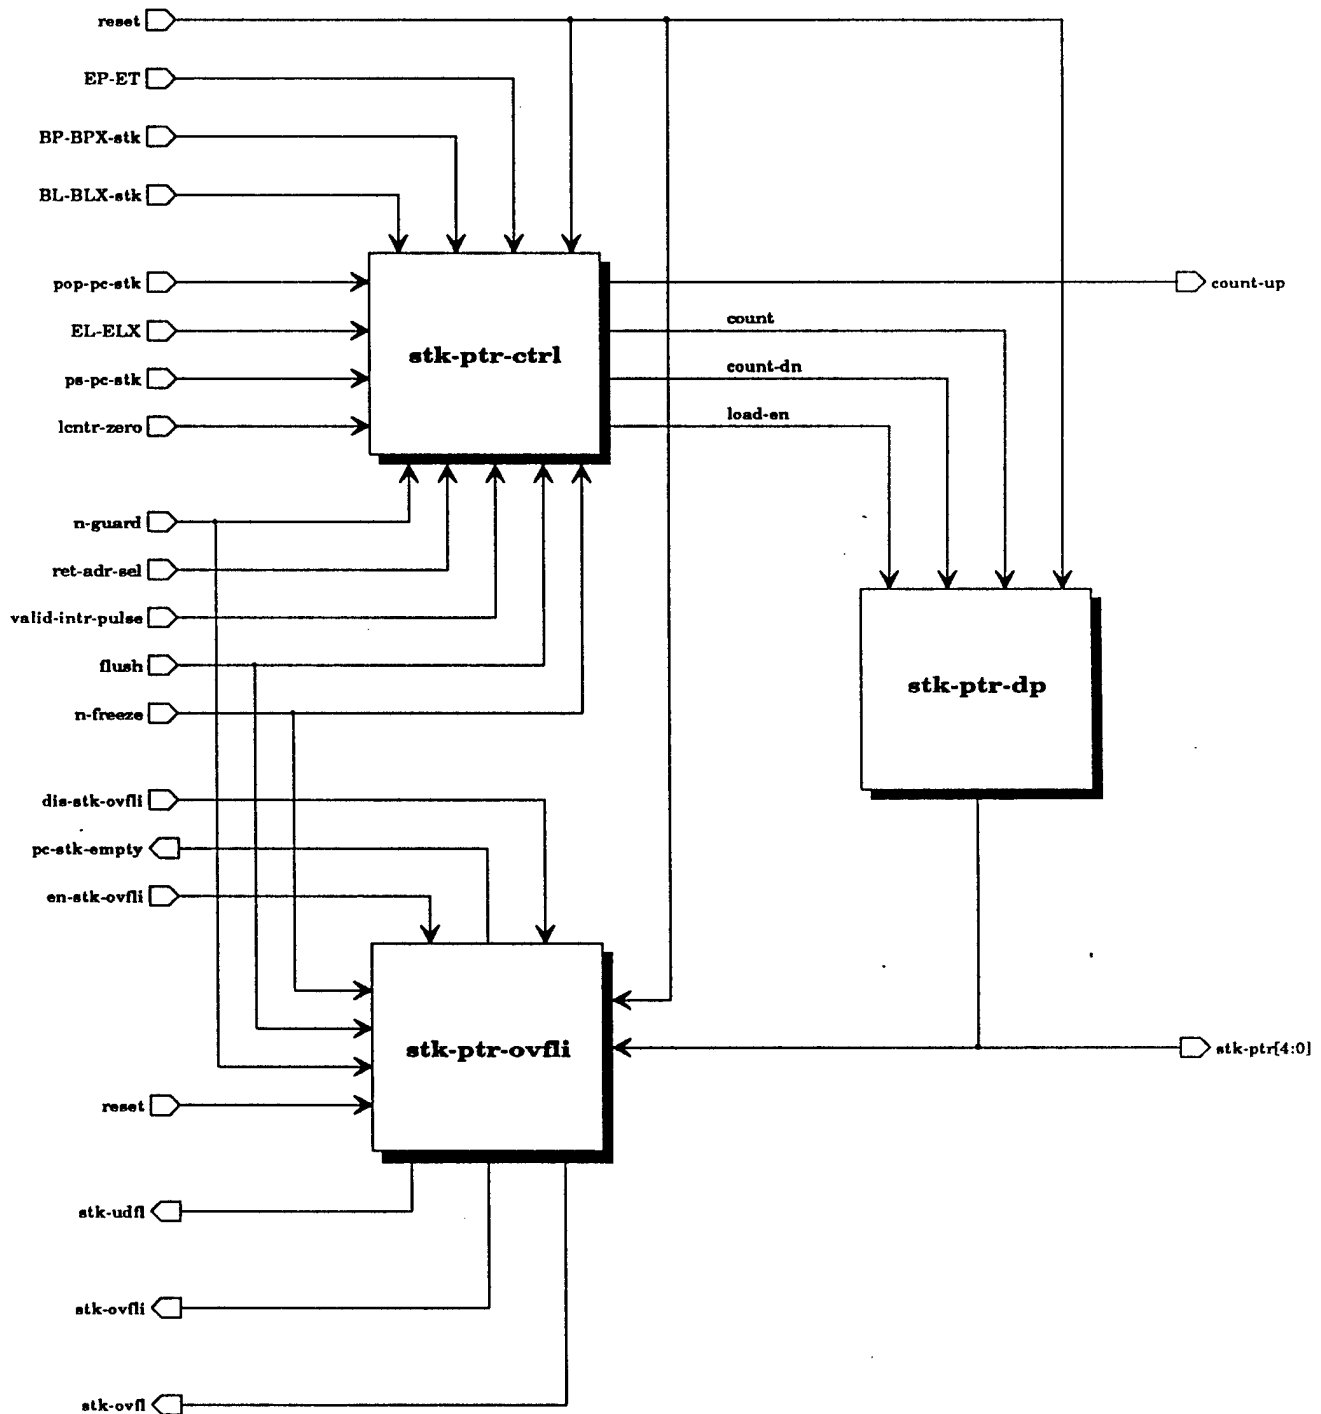 reset
EP-ET
BP-BPX-stk
BL-BLX-stk
pop-pc-stk
count-up
EL-ELX
count
stk-ptr-ctrl
ps-pc-stk
count-dn
lcntr-zero
load-en
n-guard
ret-adr-sel
valid-intr-pulse
flush
stk-ptr-dp
n-freeze
dis-stk-ovfli
pc-stk-empty
en-stk-ovfli
stk-ptr-ovfli
stk-ptr[4:0]
reset
stk-udfl
stk-ovfli
stk-ovfl